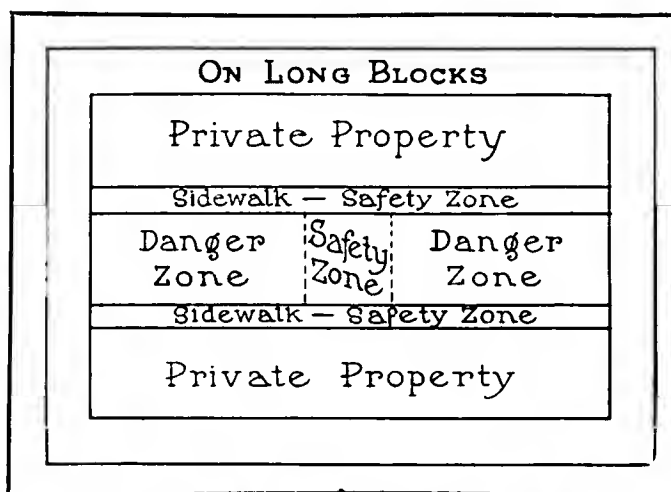 ON LONG BLOCKS
Private Property
Sidewalk — Safety Zone
Danger
Zone
Safety
Zone
Danger
Zone
Sidewalk — Safety Zone
Private Property